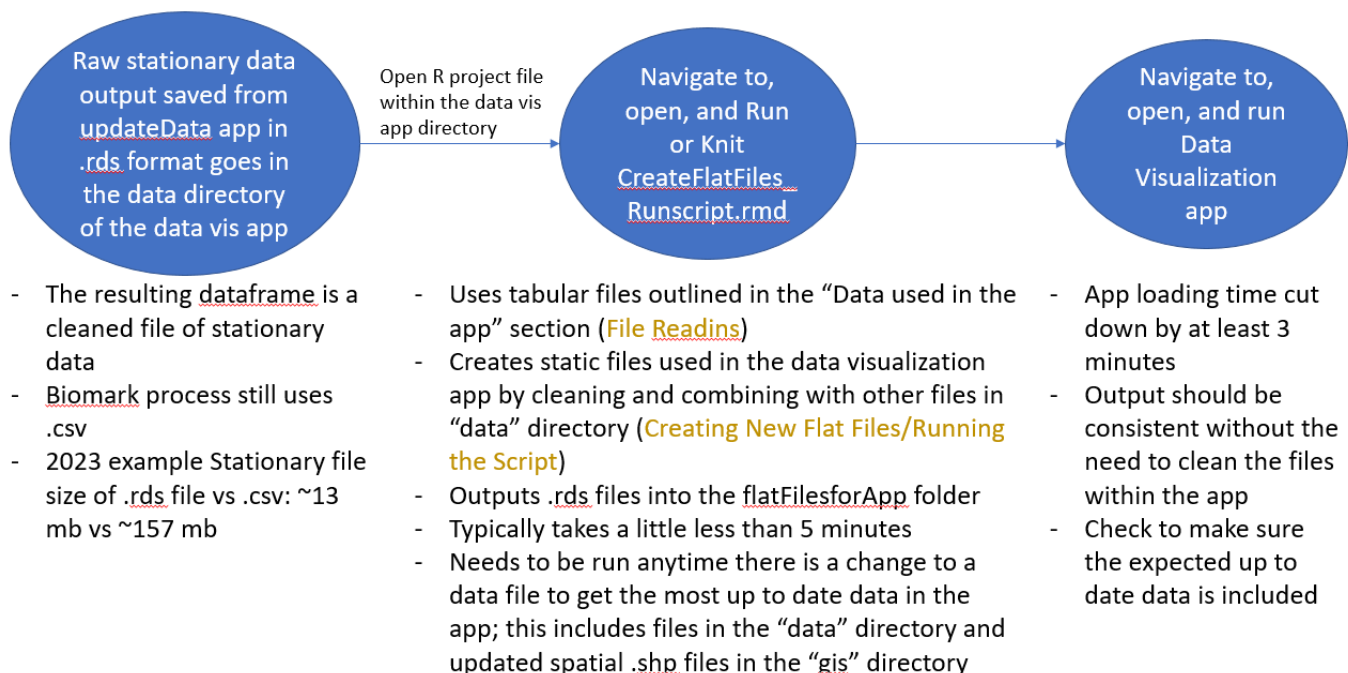 Raw stationary data
output saved from
updateData app in
.rds format goes in
the data directory
of the data vis app
Open R project file
within the data vis
app directory
Navigate to,
open, and Run
or Knit
CreateFlatFiles_
Runscript.rmd
Navigate to,
open, and run
Data
Visualization
app
- The resulting dataframe is a
cleaned file of stationary
data
- Biomark process still uses
.csv
- 2023 example Stationary file
size of .rds file vs .csv: ~13
mb vs ~157 mb
- Uses tabular files outlined in the “Data used in the
app” section (File Readins)
- Creates static files used in the data visualization
app by cleaning and combining with other files in
“data” directory (Creating New Flat Files/Running
the Script)
- Outputs .rds files into the flatFilesforApp folder
- Typically takes a little less than 5 minutes
- Needs to be run anytime there is a change to a
data file to get the most up to date data in the
app; this includes files in the “data” directory and
updated spatial .shp files in the “gis” directory
- App loading time cut
down by at least 3
minutes
- Output should be
consistent without the
need to clean the files
within the app
- Check to make sure
the expected up to
date data is included